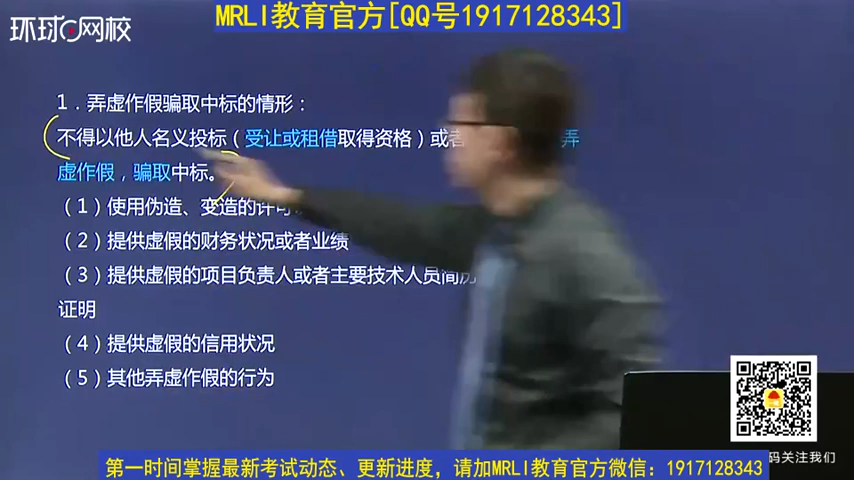 MRLI教育官方[QQ号1917128343]
环球网校
1．弄虚作假骗取中标的情形：
不得以他人名义投标（受让或租借取得资格）或者 弄
虚作假，骗取中标。
（1）使用伪造、变造的许可
（2）提供虚假的财务状况或者业绩
（3）提供虚假的项目负责人或者主要技术人员简历
证明
（4）提供虚假的信用状况
（5）其他弄虚作假的行为
码关注我们
第一时间掌握最新考试动态、更新进度，请加MRLI教育官方微信：1917128343